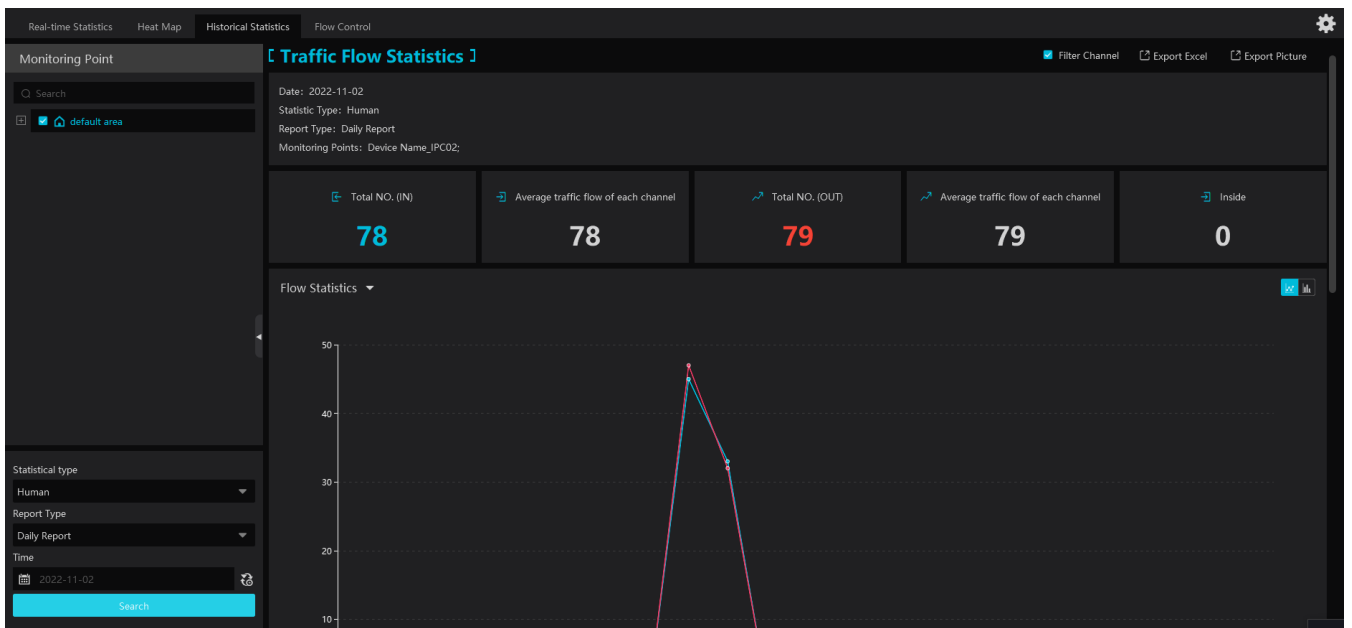 Real-time Statistics
Heat Map
Historical Statistics
Flow Control
Monitoring Point
Search
default area
Statistical type
Human
Report Type
Daily Report
Time
2022-11-02
Search
Traffic Flow Statistics
Filter Channel
Export Excel
Export Picture
Date: 2022-11-02
Statistic Type: Human
Report Type: Daily Report
Monitoring Points: Device Name_IPC02;
Total NO. (IN)
78
Average traffic flow of each channel
78
Total NO. (OUT)
79
Average traffic flow of each channel
79
Inside
0
Flow Statistics
50
40
30
20
10